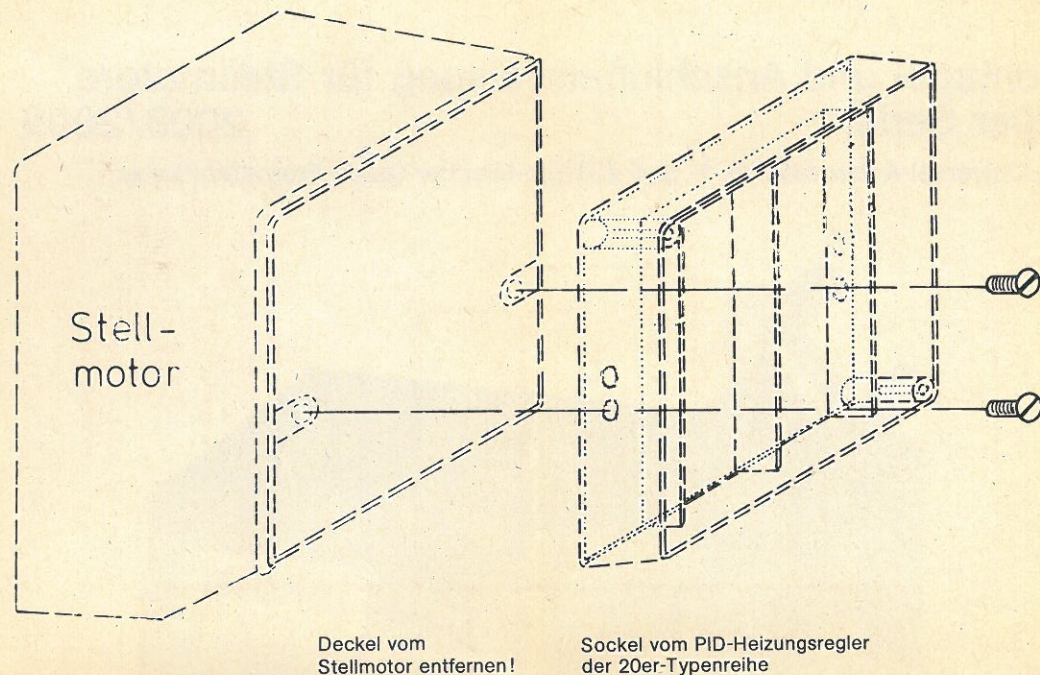 Stell-
motor
Deckel vom
Stellmotor entfernen!
Sockel vom PID-Heizungsregler
der 20er-Typenreihe